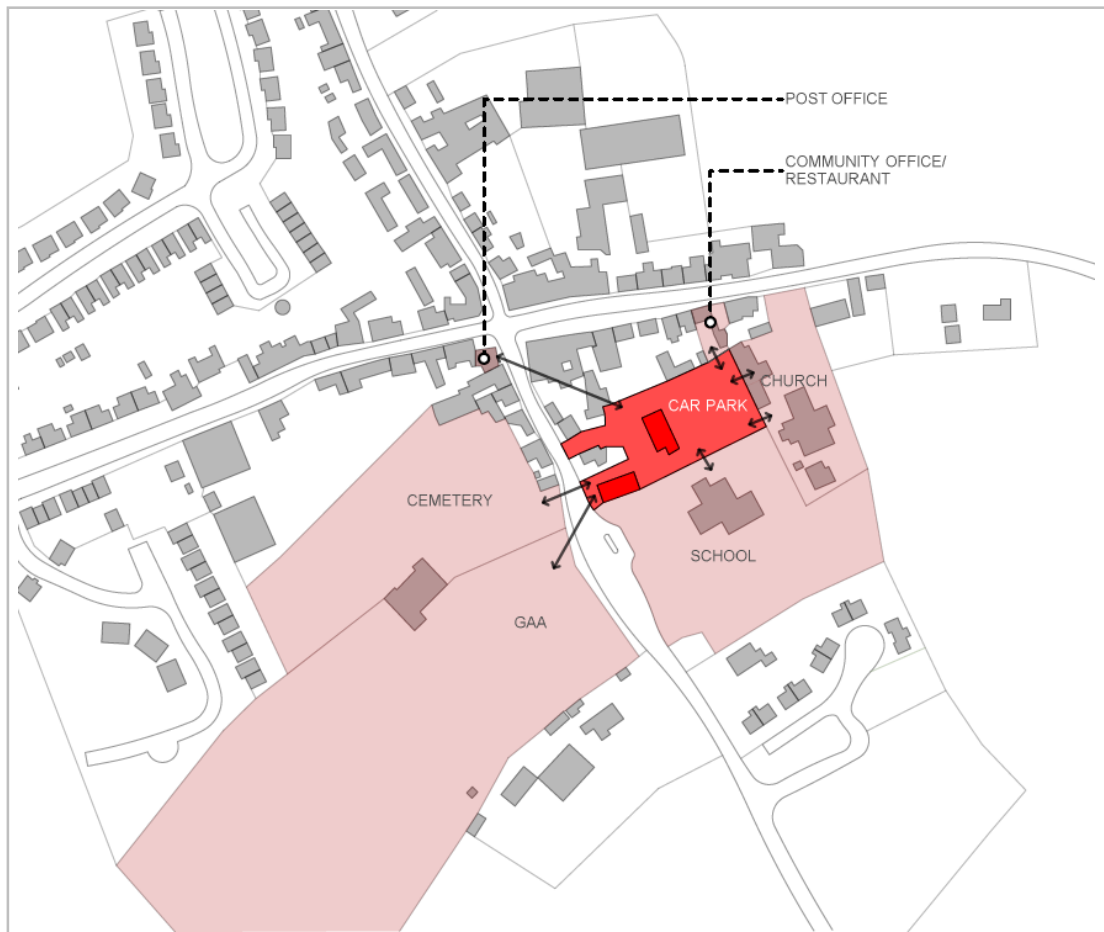 POST OFFICE
COMMUNITY OFFICE/
RESTAURANT
CHURCH
CAR PARK
CEMETERY
SCHOOL
GAA